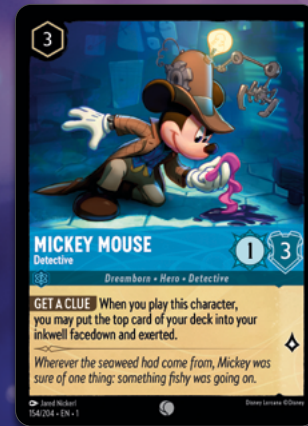 3
MICKEY MOUSE
Detective
1 3
Dreamborn • Hero • Detective
GET A CLUE When you play this character,
you may put the top card of your deck into your
inkwell facedown and exerted.
Wherever the seaweed had come from, Mickey was
sure of one thing: something fishy was going on.
Jared Nickerl
Disney Lorcana ©Disney
154/204 • EN • 1